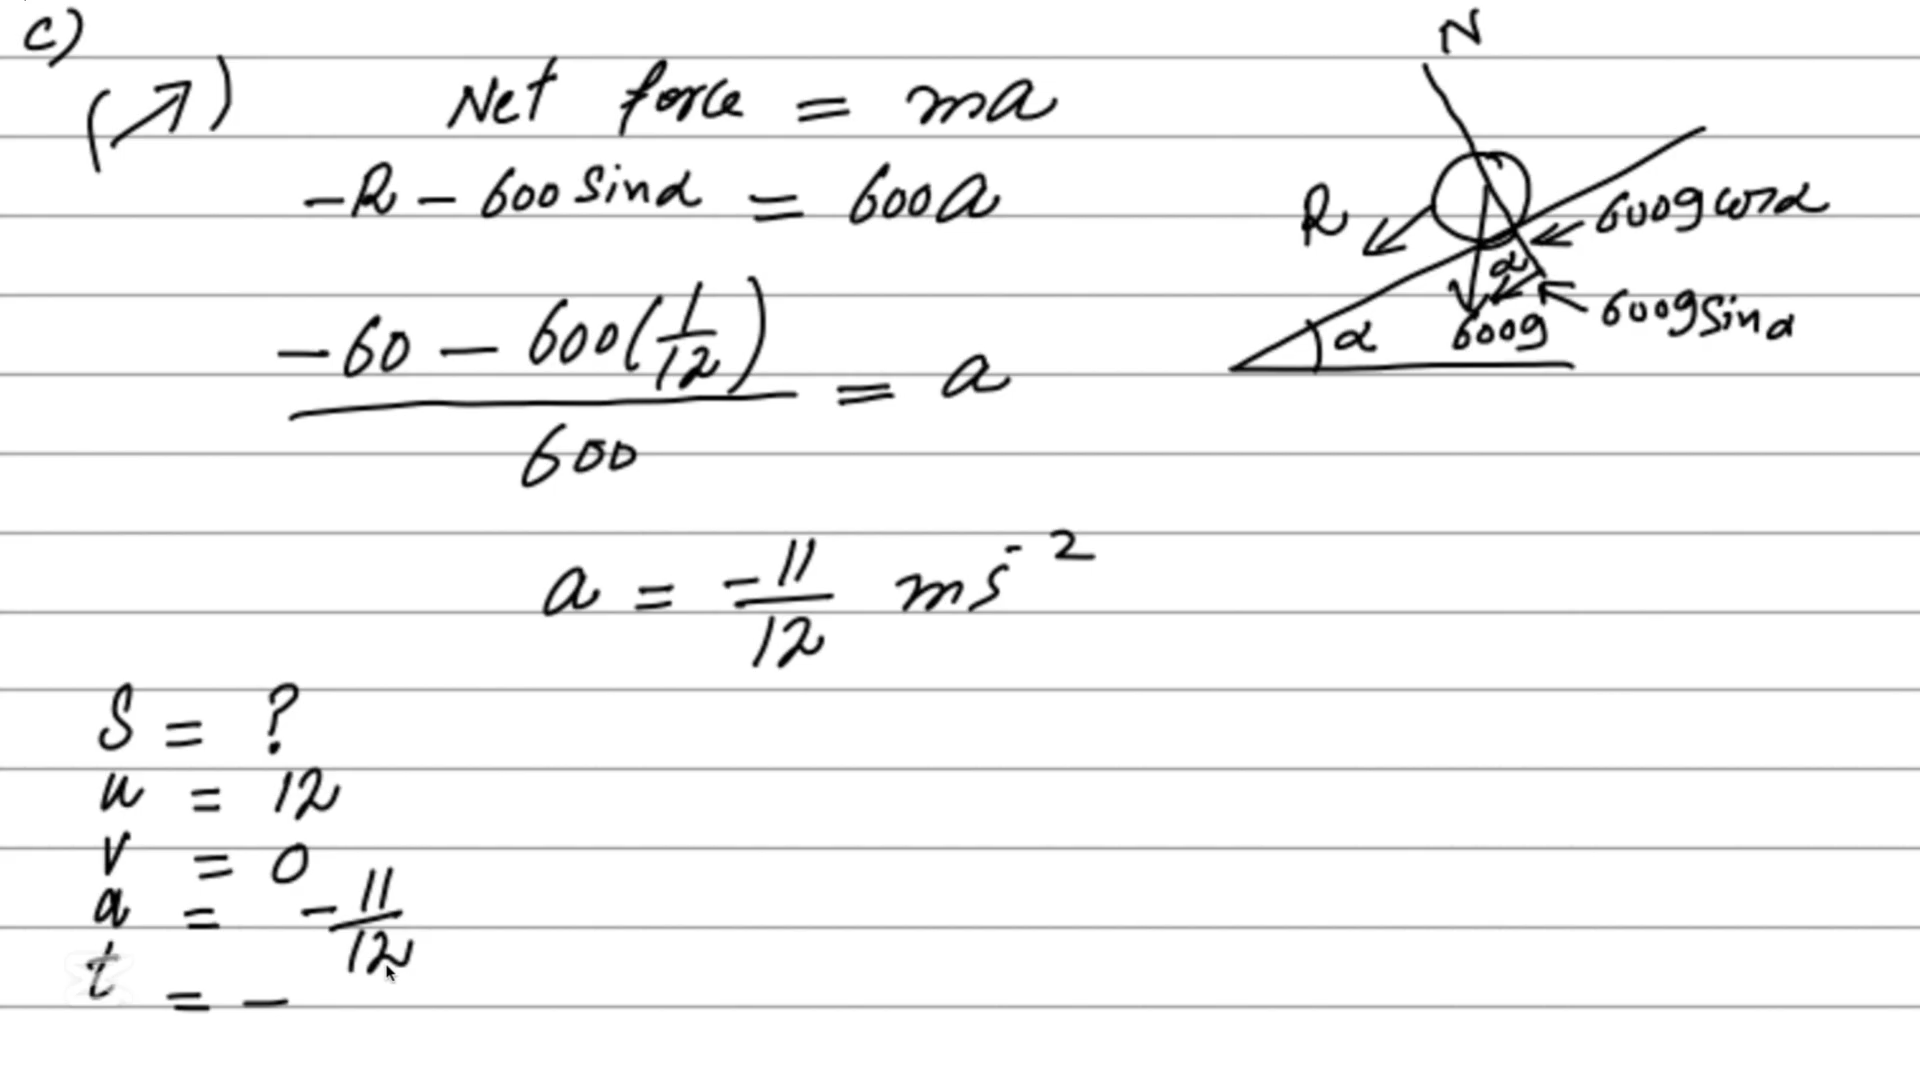 c)
(↗) Net force = ma
-R - 600 sinα = 600a
(-60 - 600(1/12))/600 = a
a = -11/12 ms⁻²
S = ?
u = 12
v = 0
a = -11/12
t = -
N
R
600g cosα
α
600g sinα
α
600g